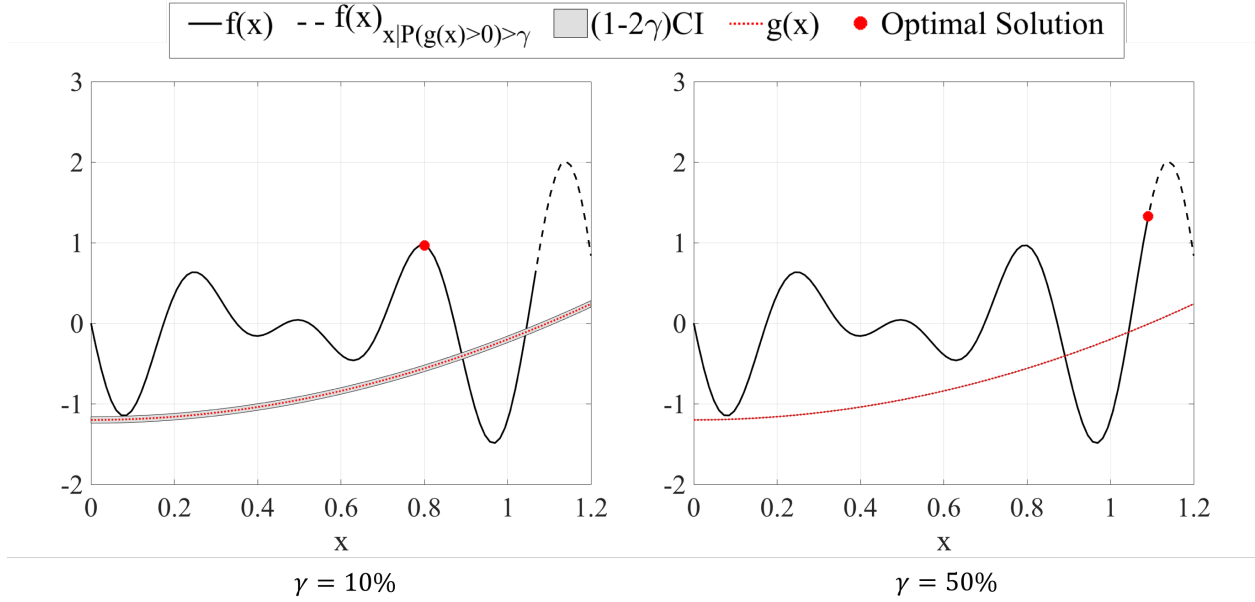 f(x) f(x)x|P(g(x)>0)>γ (1-2γ)CI g(x) Optimal Solution
3
2
1
0
-1
-2
0 0.2 0.4 0.6 0.8 1 1.2
x
γ = 10%
3
2
1
0
-1
-2
0 0.2 0.4 0.6 0.8 1 1.2
x
γ = 50%